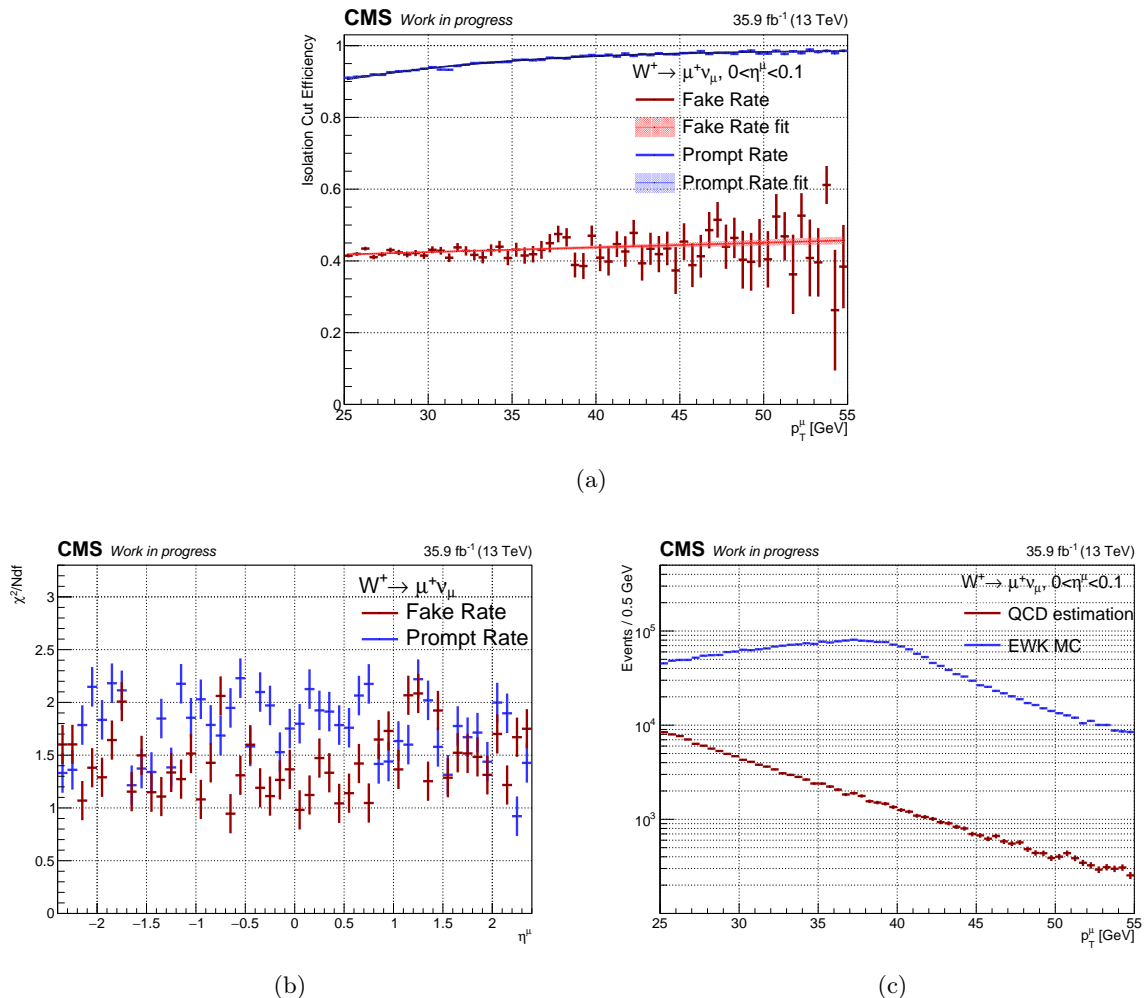 CMS Work in progress 35.9 fb⁻¹ (13 TeV)
Isolation Cut Efficiency
1
0.8
0.6
0.4
0.2
0
W⁺→ μ⁺ν_μ, 0<η^μ<0.1
Fake Rate
Fake Rate fit
Prompt Rate
Prompt Rate fit
25 30 35 40 45 50 55
p_T^μ [GeV]
(a)
CMS Work in progress 35.9 fb⁻¹ (13 TeV)
χ²/Ndf
3
2.5
2
1.5
1
0.5
0
W⁺→ μ⁺ν_μ
Fake Rate
Prompt Rate
−2 −1.5 −1 −0.5 0 0.5 1 1.5 2
η^μ
(b)
CMS Work in progress 35.9 fb⁻¹ (13 TeV)
Events / 0.5 GeV
10⁵
10⁴
10³
W⁺→ μ⁺ν_μ, 0<η^μ<0.1
QCD estimation
EWK MC
25 30 35 40 45 50 55
p_T^μ [GeV]
(c)